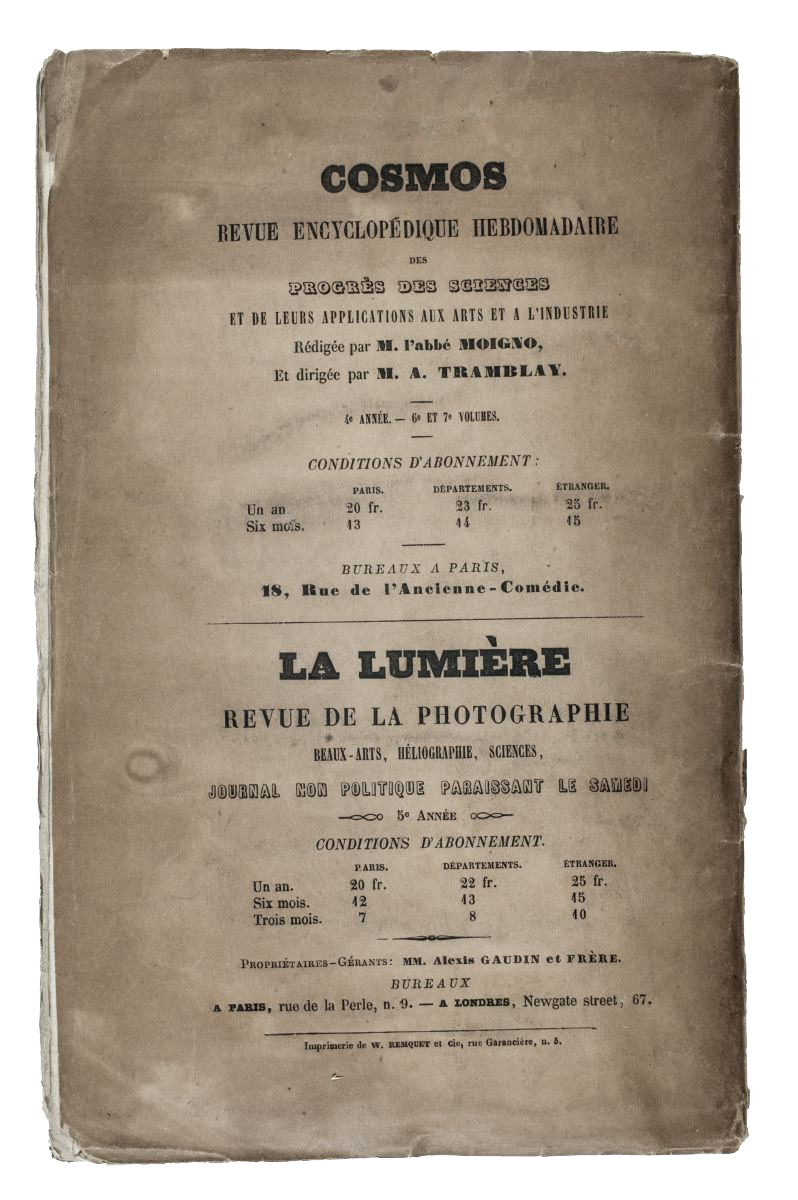 COSMOS
REVUE ENCYCLOPÉDIQUE HEBDOMADAIRE
DES
PROGRÈS DES SCIENCES
ET DE LEURS APPLICATIONS AUX ARTS ET A L'INDUSTRIE
Rédigée par M. l'abbé MOIGNO,
Et dirigée par M. A. TRAMBLAY.
4e ANNÉE. — 6e ET 7e VOLUMES.
CONDITIONS D'ABONNEMENT :
PARIS. DÉPARTEMENTS. ÉTRANGER.
Un an 20 fr. 23 fr. 25 fr.
Six mois. 13 14 15
BUREAUX A PARIS,
18, Rue de l'Ancienne-Comédie.
LA LUMIÈRE
REVUE DE LA PHOTOGRAPHIE
BEAUX-ARTS, HÉLIOGRAPHIE, SCIENCES,
JOURNAL NON POLITIQUE PARAISSANT LE SAMEDI
5e ANNÉE
CONDITIONS D'ABONNEMENT.
PARIS. DÉPARTEMENTS. ÉTRANGER.
Un an. 20 fr. 22 fr. 25 fr.
Six mois. 12 13 15
Trois mois. 7 8 10
PROPRIÉTAIRES-GÉRANTS: MM. Alexis GAUDIN et FRÈRE.
BUREAUX
A PARIS, rue de la Perle, n. 9. — A LONDRES, Newgate street, 67.
Imprimerie de W. REMQUET et Cie, rue Garancière, n. 5.